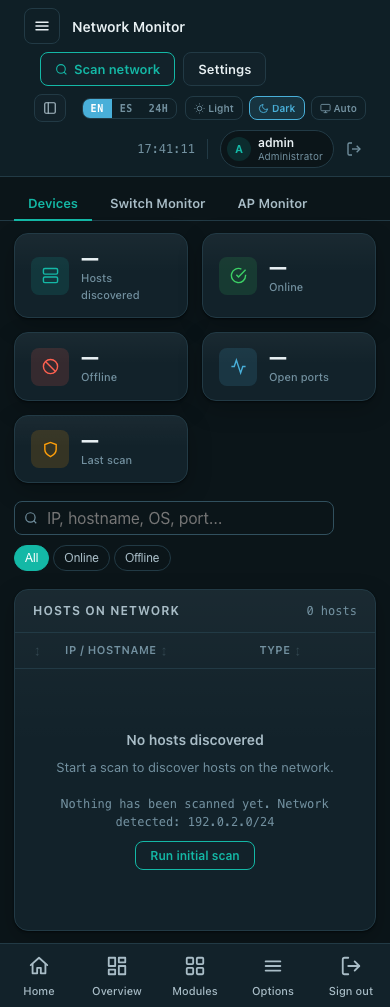 Network Monitor
Scan network
Settings
EN ES 24H
Light
Dark
Auto
17:41:11
A
admin
Administrator
Devices
Switch Monitor
AP Monitor
—
Hosts
discovered
—
Online
—
Offline
—
Open ports
—
Last scan
IP, hostname, OS, port...
All
Online
Offline
HOSTS ON NETWORK
0 hosts
IP / HOSTNAME
TYPE
No hosts discovered
Start a scan to discover hosts on the network.
Nothing has been scanned yet. Network
detected: 192.0.2.0/24
Run initial scan
Home
Overview
Modules
Options
Sign out